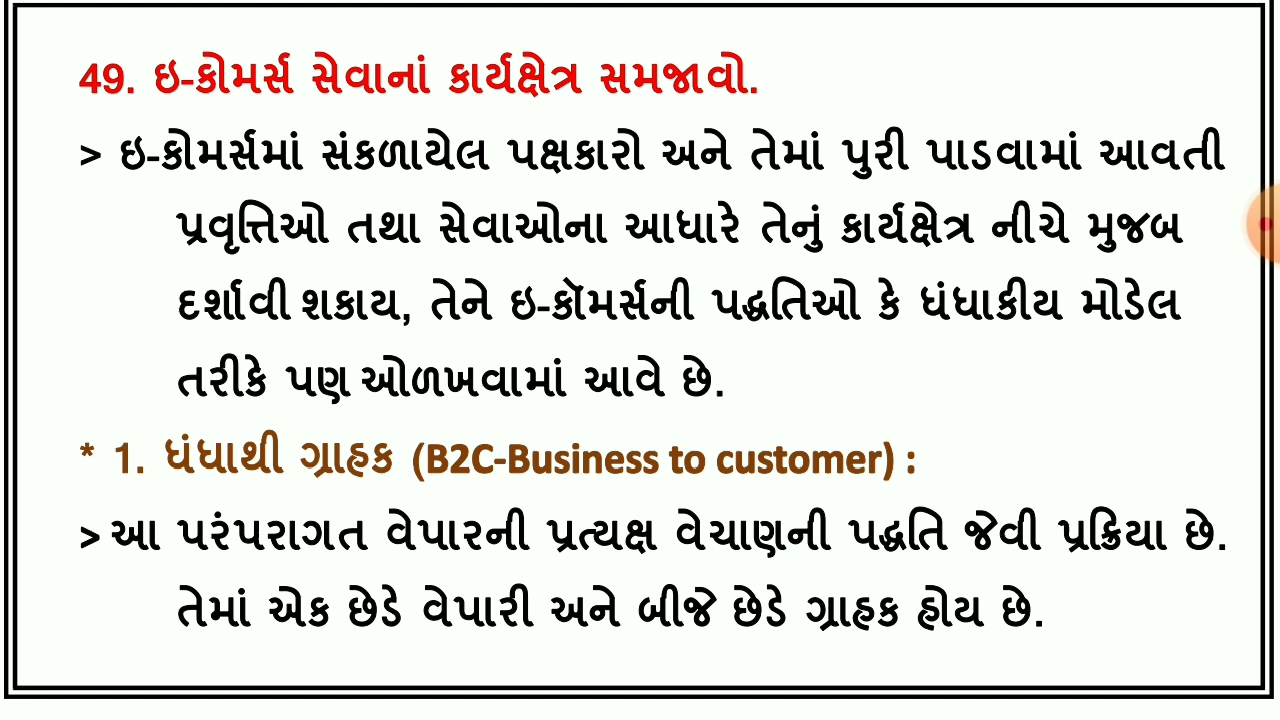 49. ઇ-કોમર્સ સેવાનાં કાર્યક્ષેત્ર સમજાવો.
> ઇ-કોમર્સમાં સંકળાયેલ પક્ષકારો અને તેમાં પુરી પાડવામાં આવતી
પ્રવૃત્તિઓ તથા સેવાઓના આધારે તેનું કાર્યક્ષેત્ર નીચે મુજબ
દર્શાવી શકાય, તેને ઇ-કૉમર્સની પદ્ધતિઓ કે ધંધાકીય મોડેલ
તરીકે પણ ઓળખવામાં આવે છે.
* 1. ધંધાથી ગ્રાહક (B2C-Business to customer) :
> આ પરંપરાગત વેપારની પ્રત્યક્ષ વેચાણની પદ્ધતિ જેવી પ્રક્રિયા છે.
તેમાં એક છેડે વેપારી અને બીજે છેડે ગ્રાહક હોય છે.